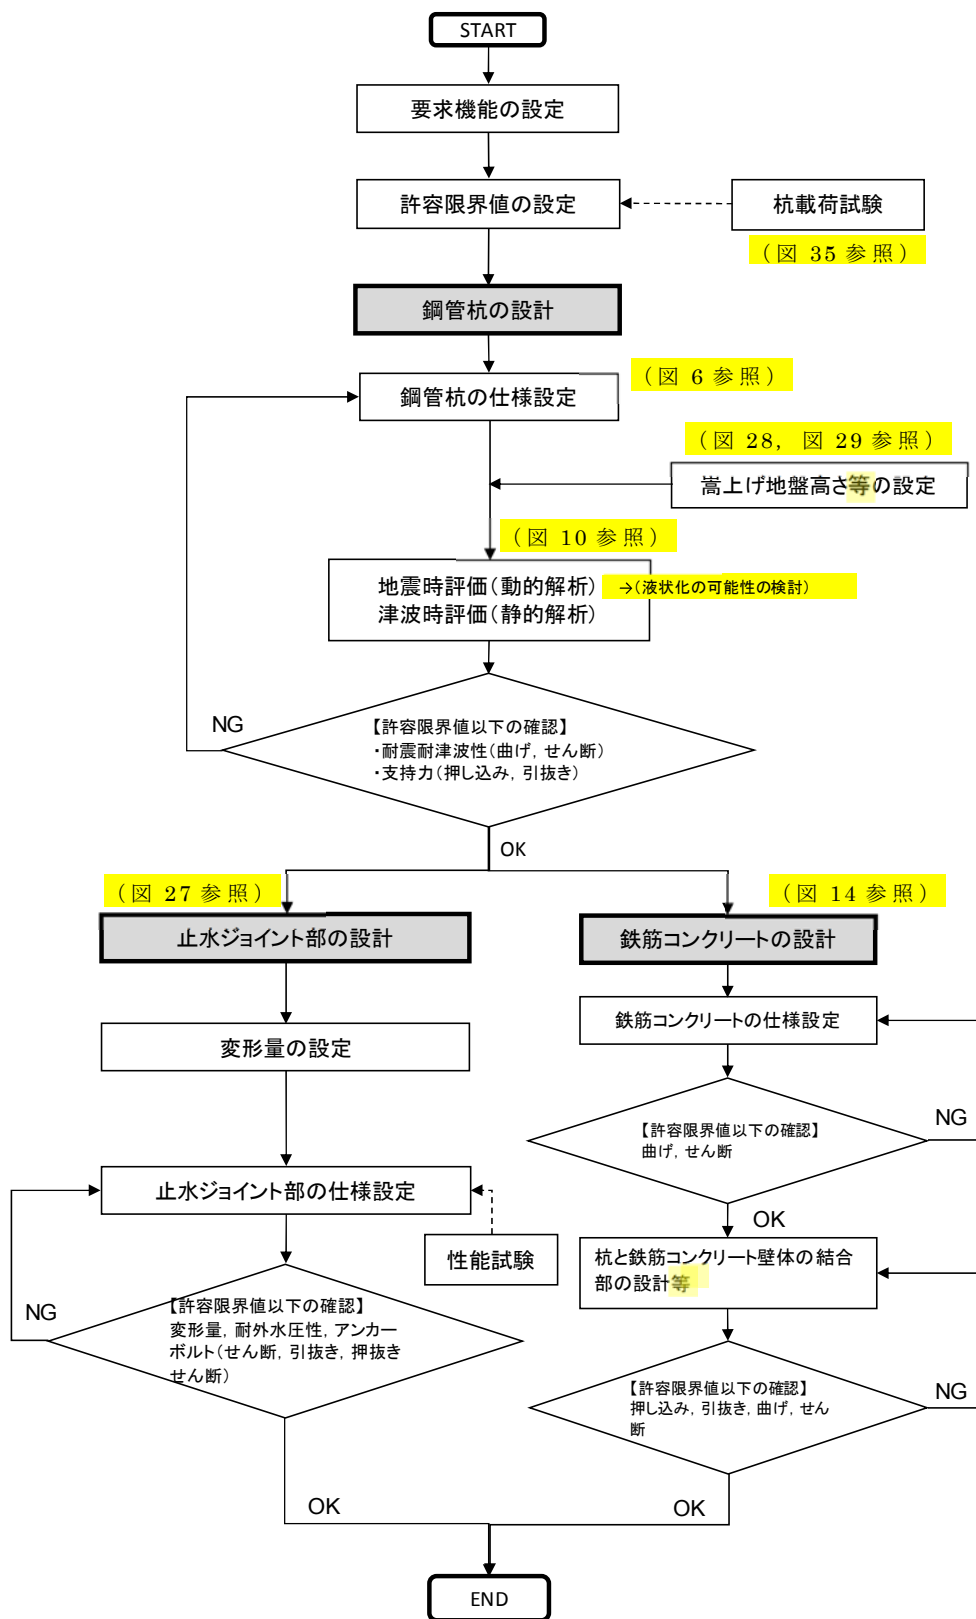 START
要求機能の設定
許容限界値の設定
杭載荷試験
（図 35 参照）
鋼管杭の設計
（図 6 参照）
鋼管杭の仕様設定
（図 28, 図 29 参照）
嵩上げ地盤高さ等の設定
（図 10 参照）
地震時評価(動的解析)
→(液状化の可能性の検討)
津波時評価(静的解析)
NG
【許容限界値以下の確認】
・耐震耐津波性(曲げ, せん断)
・支持力(押し込み, 引抜き)
OK
（図 27 参照）
（図 14 参照）
止水ジョイント部の設計
鉄筋コンクリートの設計
鉄筋コンクリートの仕様設定
変形量の設定
NG
【許容限界値以下の確認】
曲げ, せん断
止水ジョイント部の仕様設定
OK
性能試験
杭と鉄筋コンクリート壁体の結合
部の設計等
NG
【許容限界値以下の確認】
変形量, 耐外水圧性, アンカー
ボルト(せん断, 引抜き, 押抜き
せん断)
NG
【許容限界値以下の確認】
押し込み, 引抜き, 曲げ, せん
断
OK
OK
END